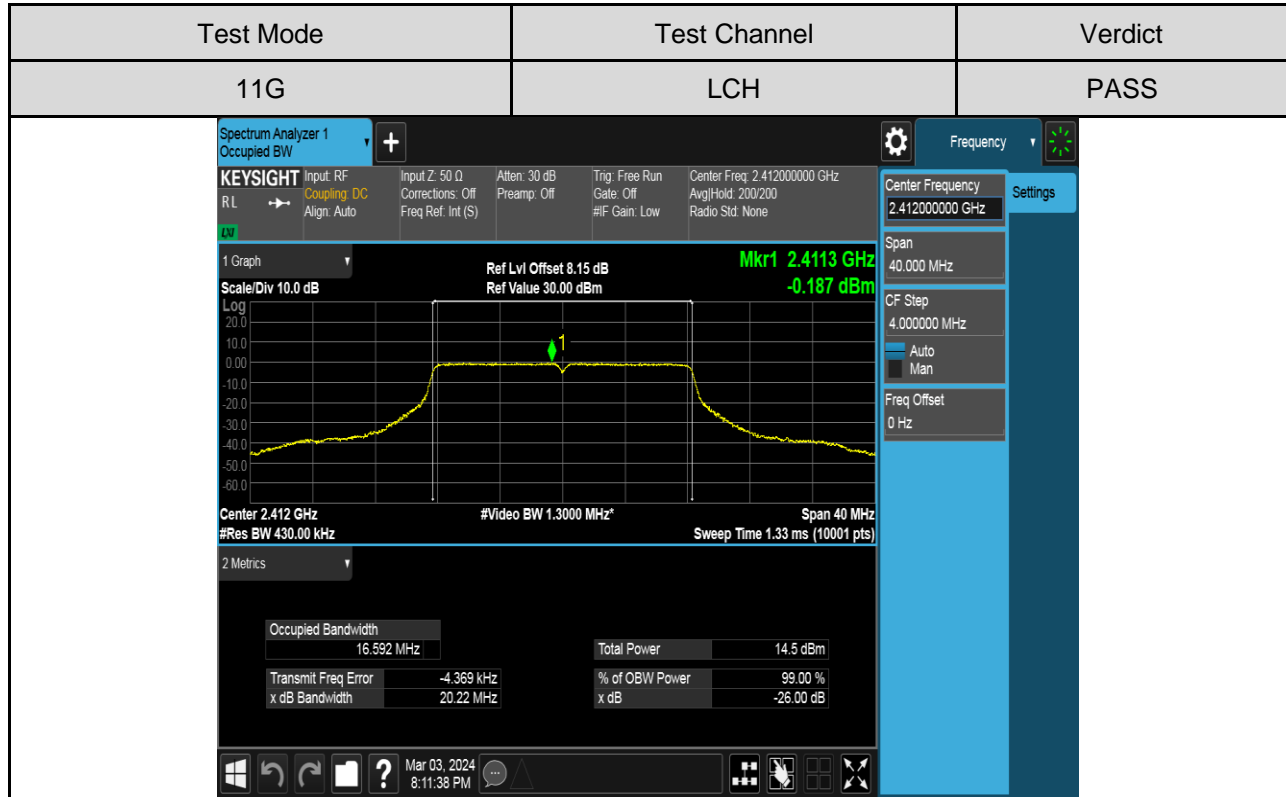 Test Mode Test Channel Verdict
11G LCH PASS
Spectrum Analyzer 1
Occupied BW
+
Frequency
KEYSIGHT
RL
LXI
Input: RF
Coupling: DC
Align: Auto
Input Z: 50 Ω
Corrections: Off
Freq Ref: Int (S)
Atten: 30 dB
Preamp: Off
Trig: Free Run
Gate: Off
#IF Gain: Low
Center Freq: 2.412000000 GHz
Avg|Hold: 200/200
Radio Std: None
Center Frequency
2.412000000 GHz
Settings
Span
40.000 MHz
CF Step
4.000000 MHz
Auto
Man
Freq Offset
0 Hz
1 Graph
Scale/Div 10.0 dB
Ref Lvl Offset 8.15 dB
Ref Value 30.00 dBm
Mkr1 2.4113 GHz
-0.187 dBm
Log
20.0
10.0
0.00
-10.0
-20.0
-30.0
-40.0
-50.0
-60.0
1
Center 2.412 GHz
#Res BW 430.00 kHz
#Video BW 1.3000 MHz*
Span 40 MHz
Sweep Time 1.33 ms (10001 pts)
2 Metrics
Occupied Bandwidth
16.592 MHz
Total Power 14.5 dBm
Transmit Freq Error -4.369 kHz
% of OBW Power 99.00 %
x dB Bandwidth 20.22 MHz
x dB -26.00 dB
?
Mar 03, 2024
8:11:38 PM